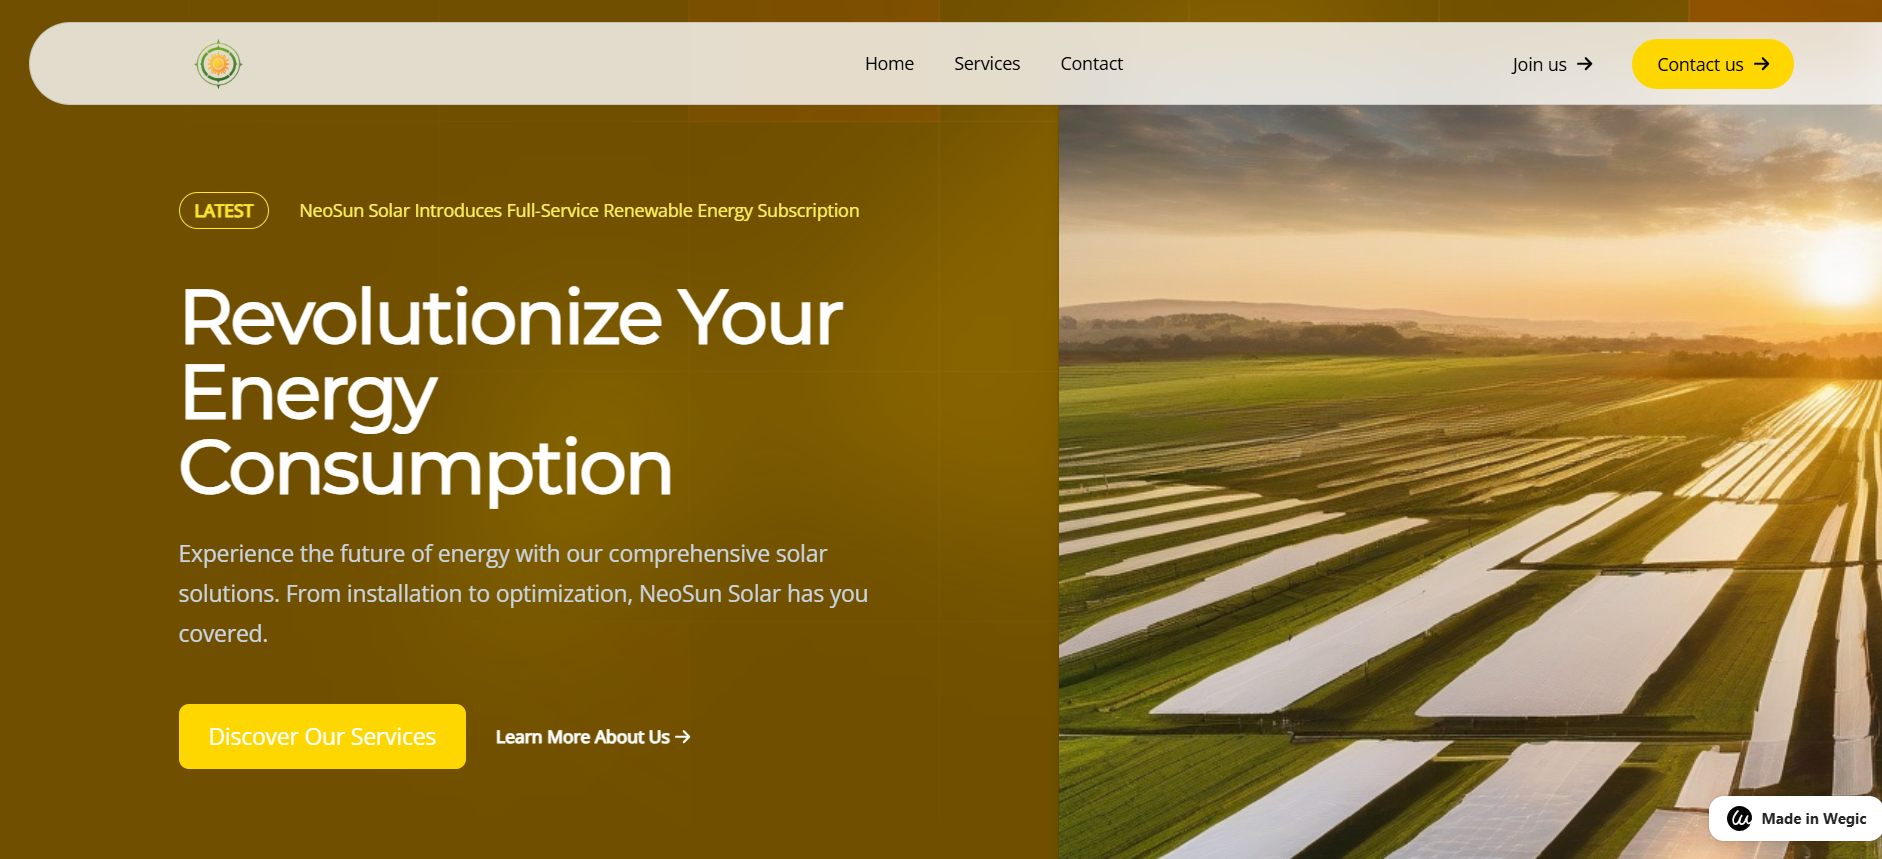 Home Services Contact Join us Contact us
LATEST NeoSun Solar Introduces Full-Service Renewable Energy Subscription
Revolutionize Your
Energy
Consumption
Experience the future of energy with our comprehensive solar
solutions. From installation to optimization, NeoSun Solar has you
covered.
Discover Our Services Learn More About Us
Made in Wegic